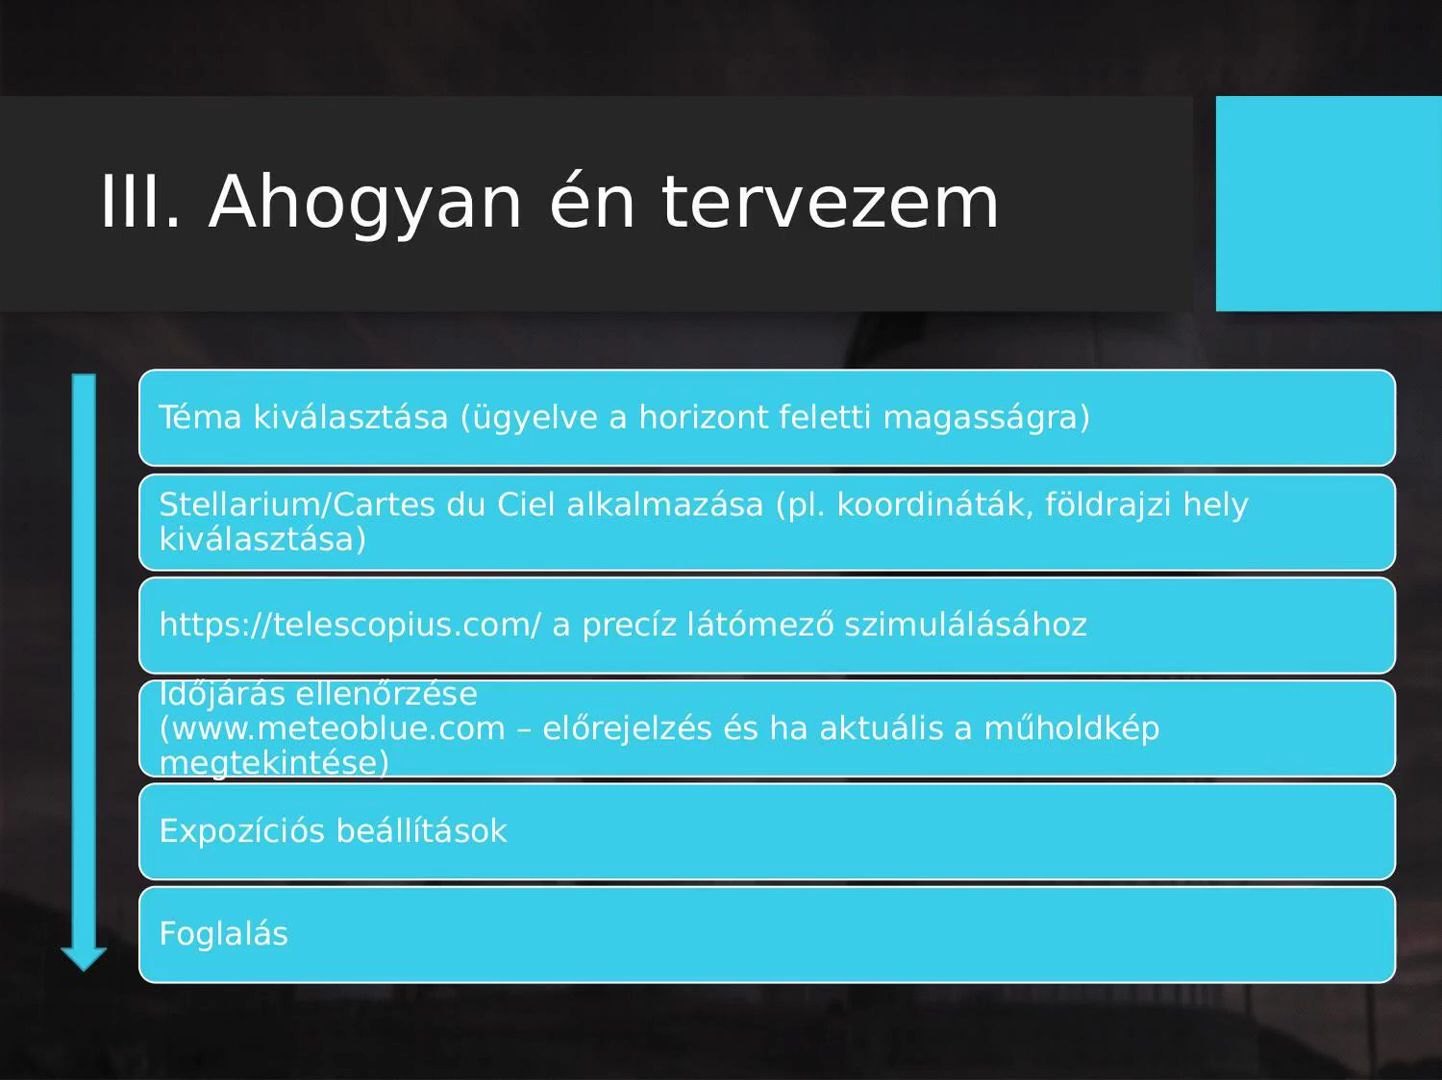 III. Ahogyan én tervezem
Téma kiválasztása (ügyelve a horizont feletti magasságra)
Stellarium/Cartes du Ciel alkalmazása (pl. koordináták, földrajzi hely
kiválasztása)
https://telescopius.com/ a precíz látómező szimulálásához
Időjárás ellenőrzése
(www.meteoblue.com – előrejelzés és ha aktuális a műholdkép
megtekintése)
Expozíciós beállítások
Foglalás